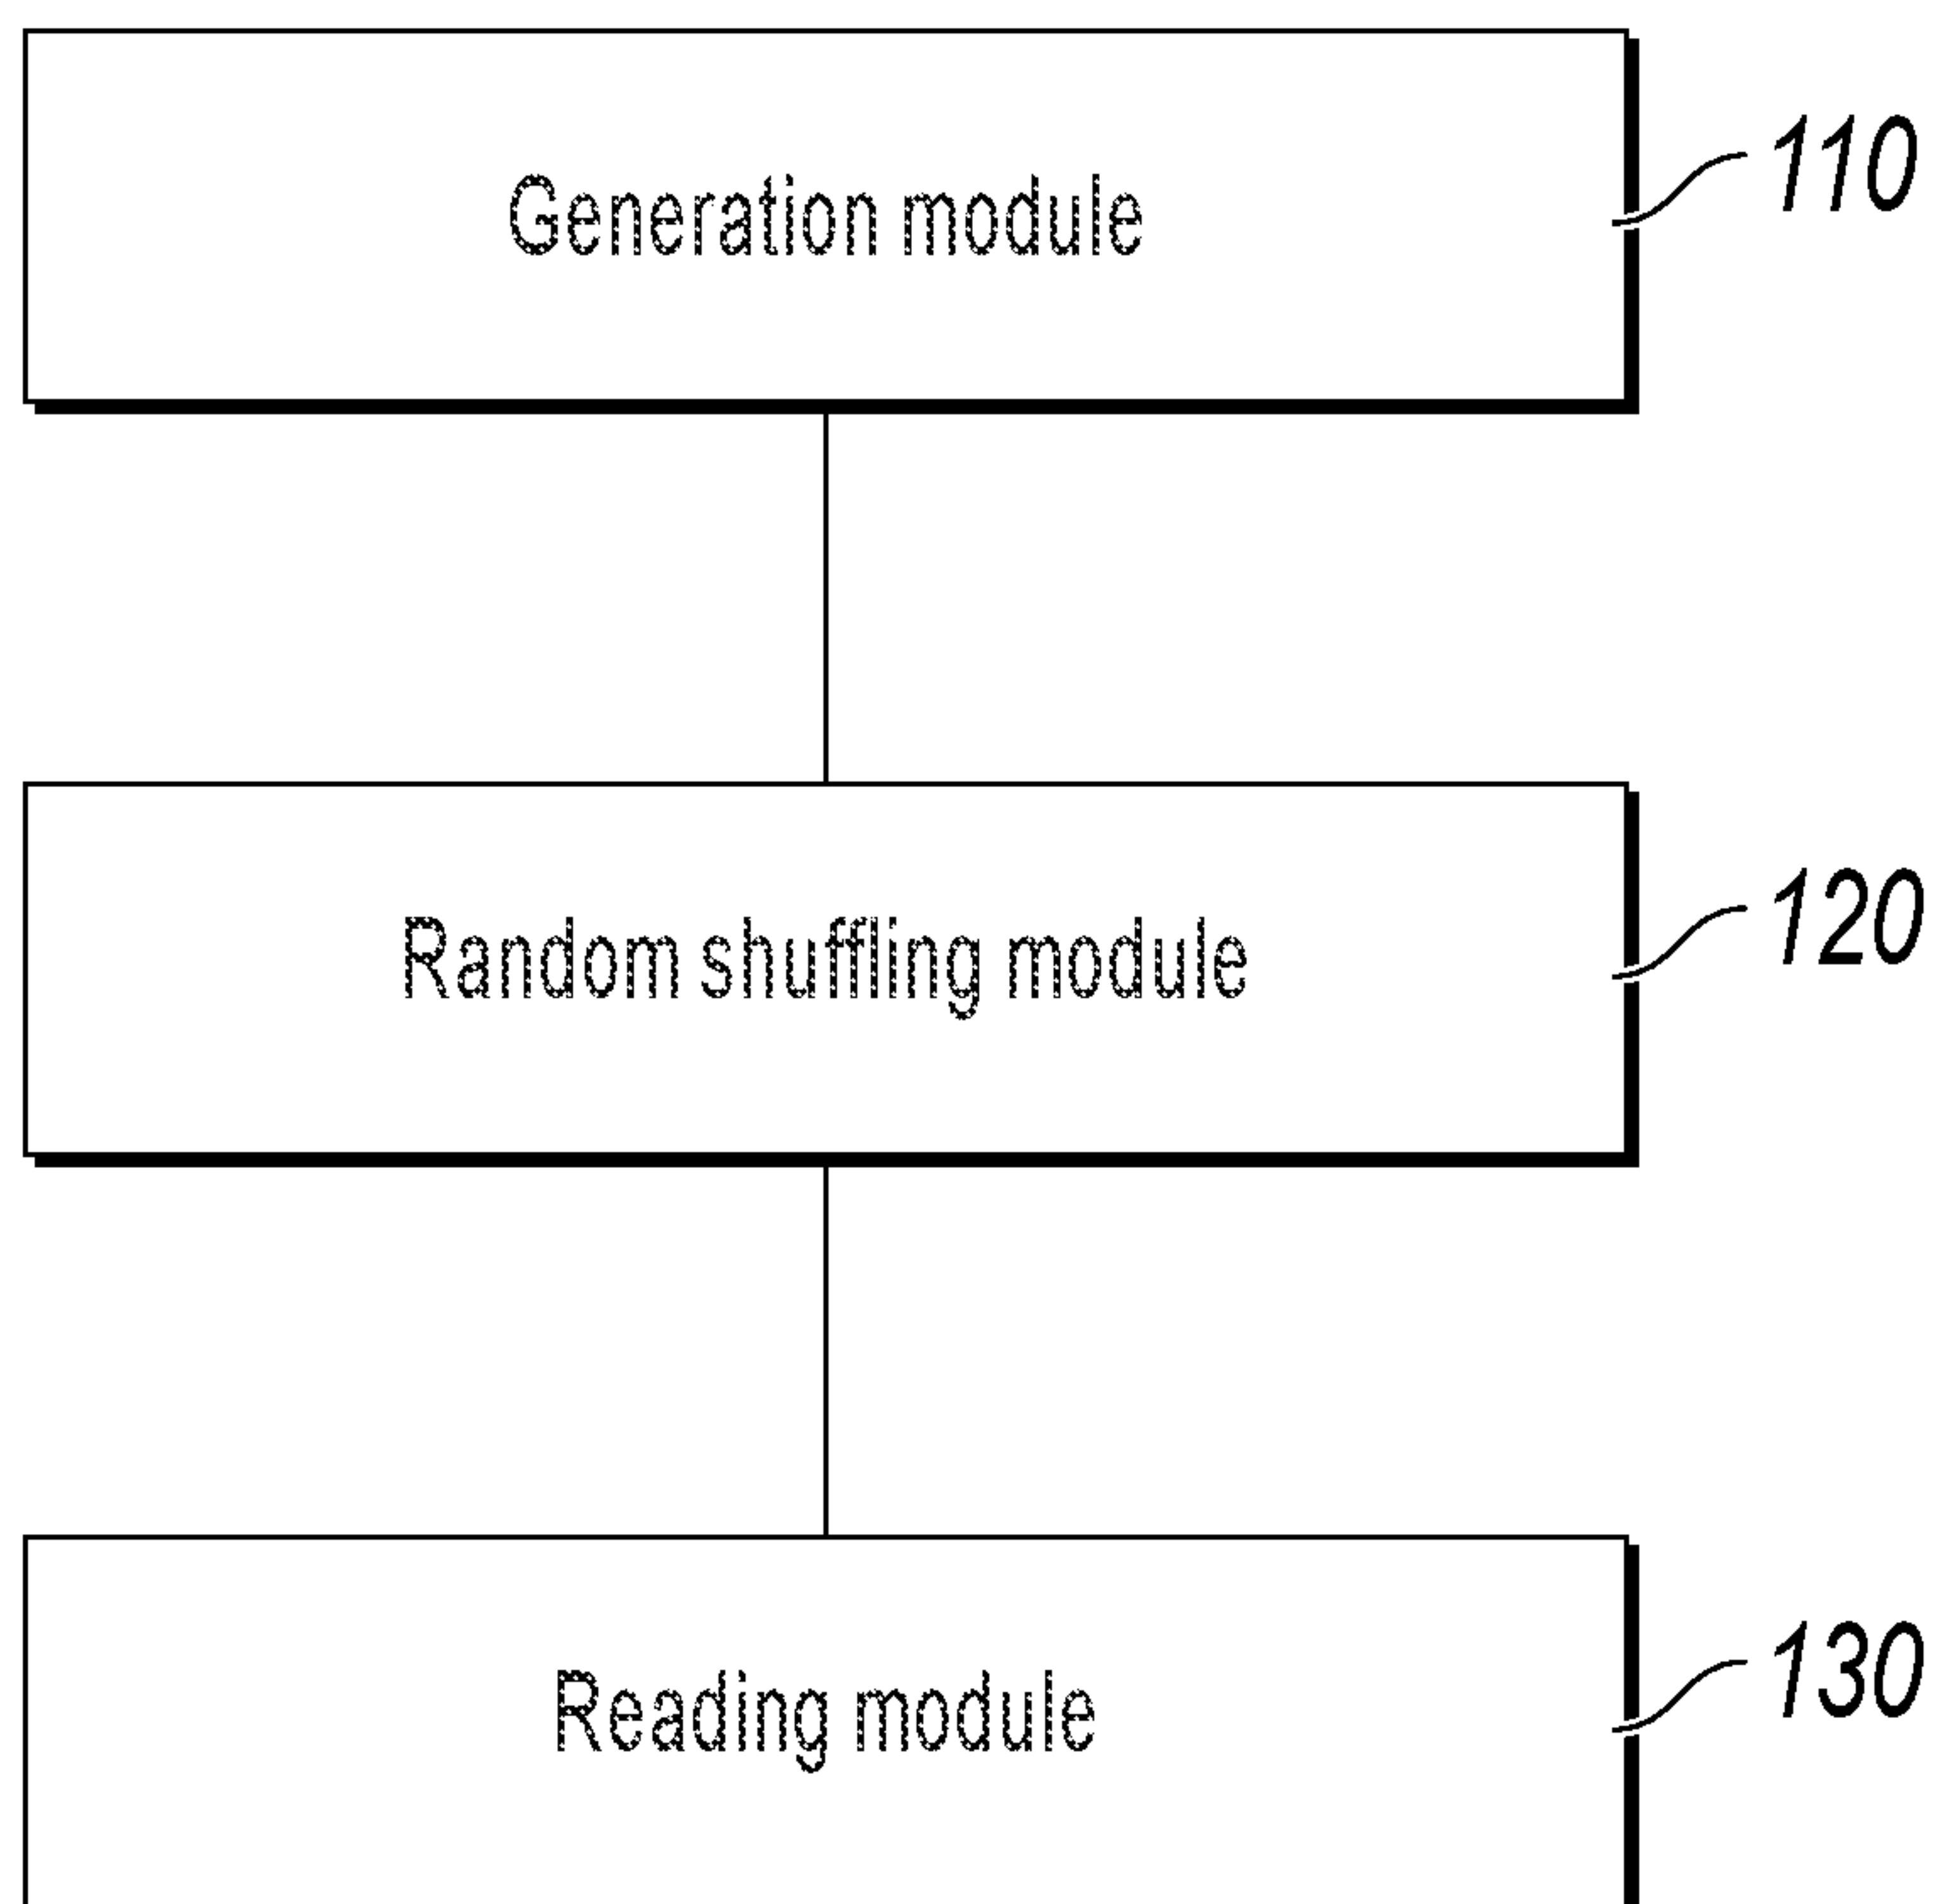 Generation module
110
Random shuffling module
120
Reading module
130